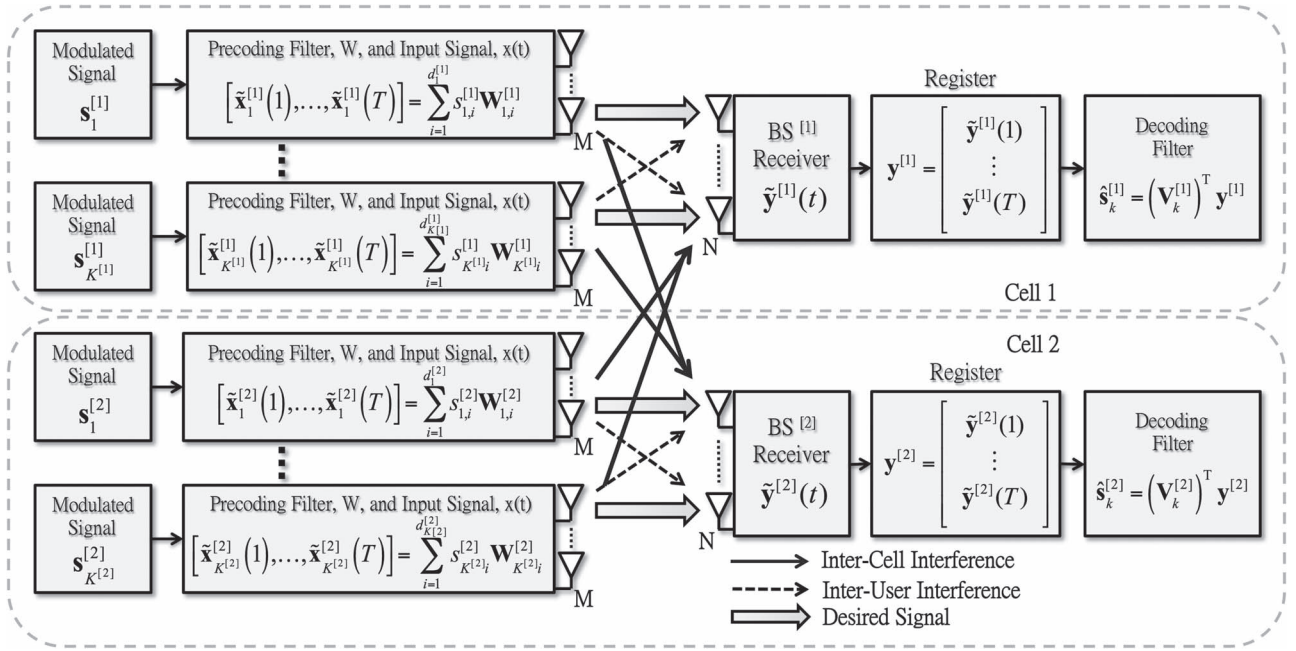 Modulated
Signal
s_1^{[1]}
Precoding Filter, W, and Input Signal, x(t)
[x̃_1^{[1]}(1),…,x̃_1^{[1]}(T)] = ∑_{i=1}^{d_1^{[1]}} s_{1,i}^{[1]} W_{1,i}^{[1]}
M
Modulated
Signal
s_{K^{[1]}}^{[1]}
Precoding Filter, W, and Input Signal, x(t)
[x̃_{K^{[1]}}^{[1]}(1),…,x̃_{K^{[1]}}^{[1]}(T)] = ∑_{i=1}^{d_{K^{[1]}}^{[1]}} s_{K^{[1]}i}^{[1]} W_{K^{[1]}i}^{[1]}
M
N
BS [1]
Receiver
ỹ^{[1]}(t)
Register
y^{[1]} = [ỹ^{[1]}(1)
⋮
ỹ^{[1]}(T)]
Decoding
Filter
ŝ_k^{[1]} = (V_k^{[1]})^T y^{[1]}
Cell 1
Modulated
Signal
s_1^{[2]}
Precoding Filter, W, and Input Signal, x(t)
[x̃_1^{[2]}(1),…,x̃_1^{[2]}(T)] = ∑_{i=1}^{d_1^{[2]}} s_{1,i}^{[2]} W_{1,i}^{[2]}
M
Modulated
Signal
s_{K^{[2]}}^{[2]}
Precoding Filter, W, and Input Signal, x(t)
[x̃_{K^{[2]}}^{[2]}(1),…,x̃_{K^{[2]}}^{[2]}(T)] = ∑_{i=1}^{d_{K^{[2]}}^{[2]}} s_{K^{[2]}i}^{[2]} W_{K^{[2]}i}^{[2]}
M
N
Cell 2
BS [2]
Receiver
ỹ^{[2]}(t)
Register
y^{[2]} = [ỹ^{[2]}(1)
⋮
ỹ^{[2]}(T)]
Decoding
Filter
ŝ_k^{[2]} = (V_k^{[2]})^T y^{[2]}
Inter-Cell Interference
Inter-User Interference
Desired Signal